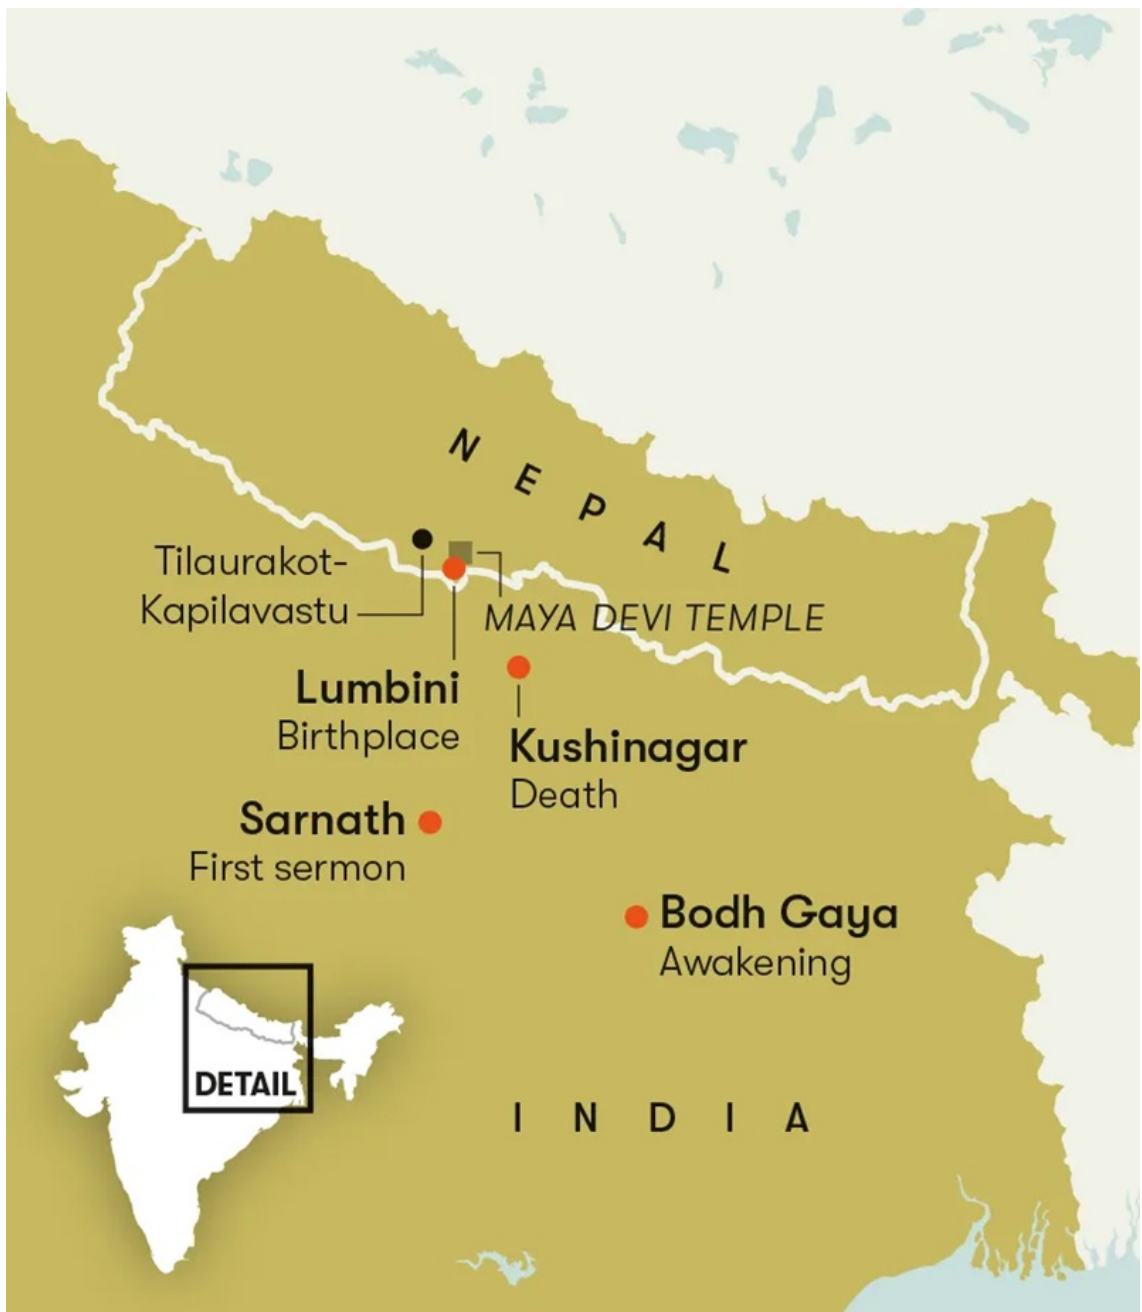 NEPAL
Tilaurakot-
Kapilavastu
MAYA DEVI TEMPLE
Lumbini
Birthplace
Kushinagar
Death
Sarnath
First sermon
Bodh Gaya
Awakening
DETAIL
INDIA